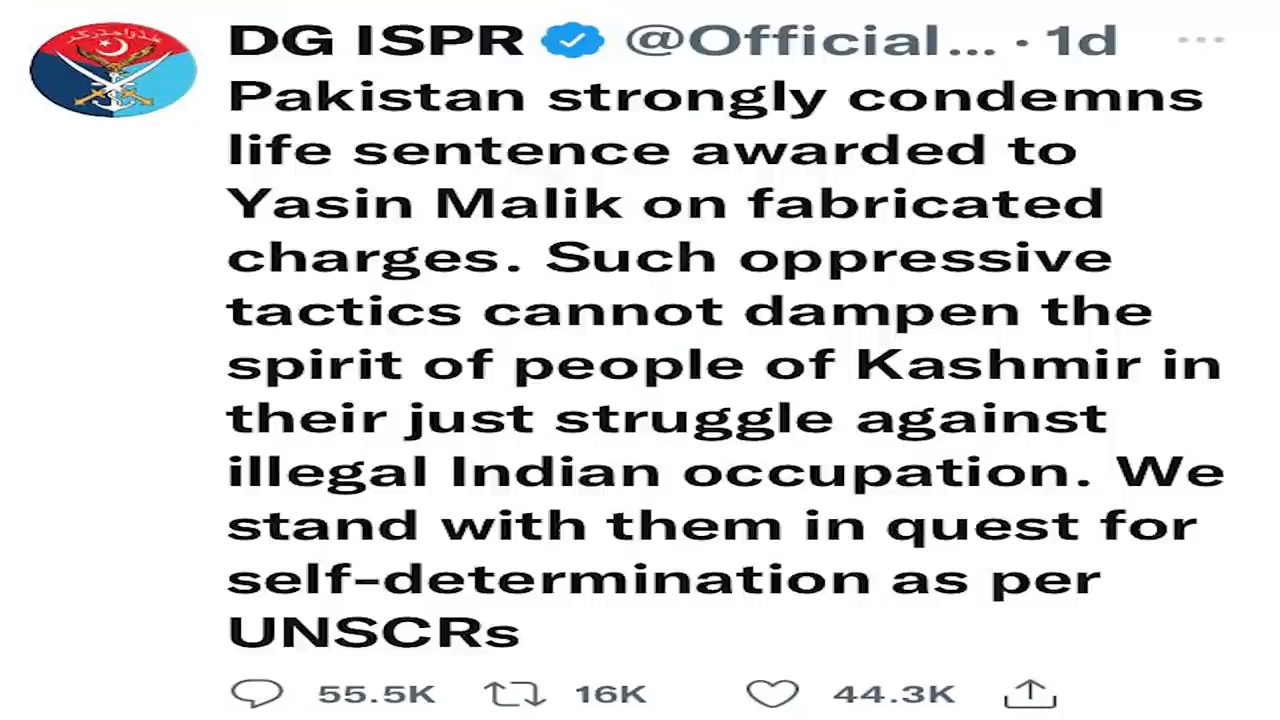 DG ISPR @Official... · 1d
Pakistan strongly condemns
life sentence awarded to
Yasin Malik on fabricated
charges. Such oppressive
tactics cannot dampen the
spirit of people of Kashmir in
their just struggle against
illegal Indian occupation. We
stand with them in quest for
self-determination as per
UNSCRs
55.5K 16K 44.3K